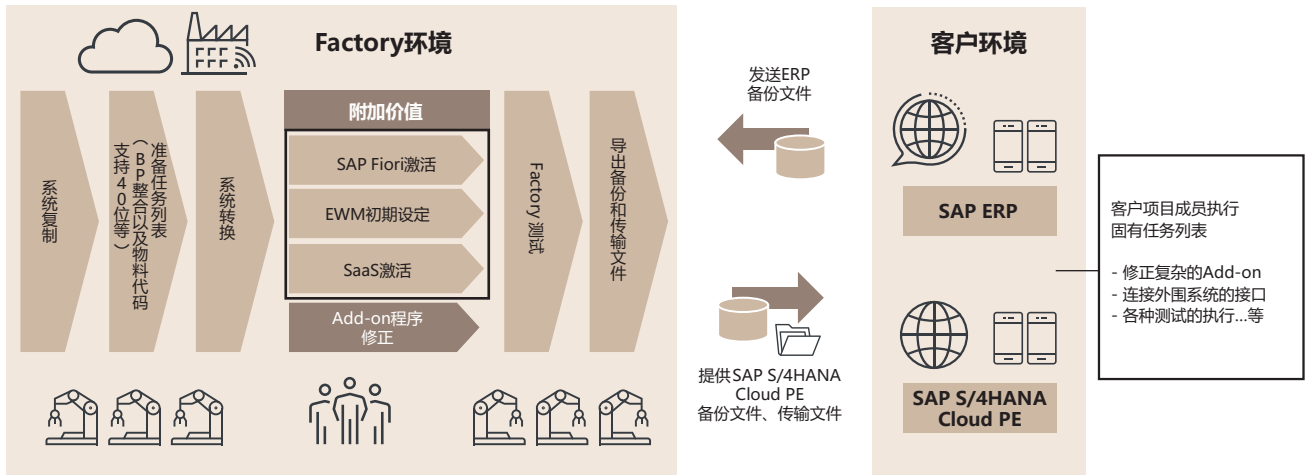 Factory环境
系统复制
准备任务列表
(BP整合以及物料代码
支持40位等)
系统转换
附加价值
SAP Fiori激活
EWM初期设定
SaaS激活
Add-on程序
修正
Factory 测试
导出备份和传输文件
发送ERP
备份文件
提供SAP S/4HANA
Cloud PE
备份文件、传输文件
客户环境
SAP ERP
SAP S/4HANA
Cloud PE
客户项目成员执行
固有任务列表
- 修正复杂的Add-on
- 连接外围系统的接口
- 各种测试的执行...等